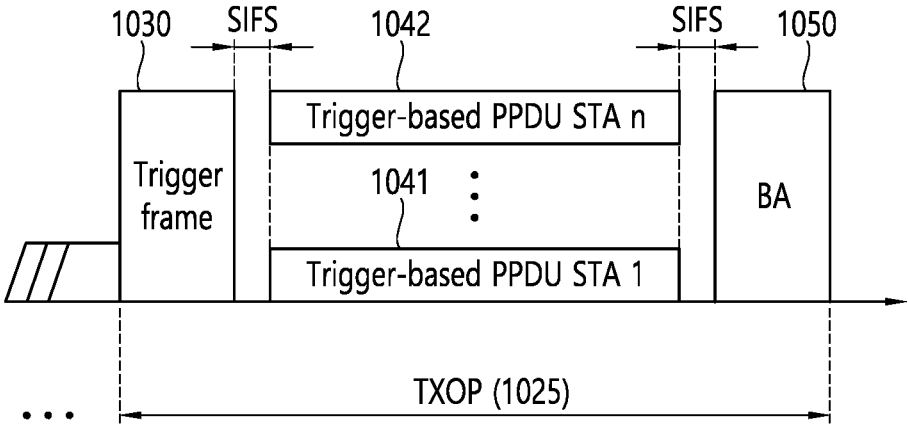 1030
SIFS
1042
SIFS
1050
Trigger-based PPDU STA n
Trigger
frame
1041
BA
Trigger-based PPDU STA 1
TXOP (1025)